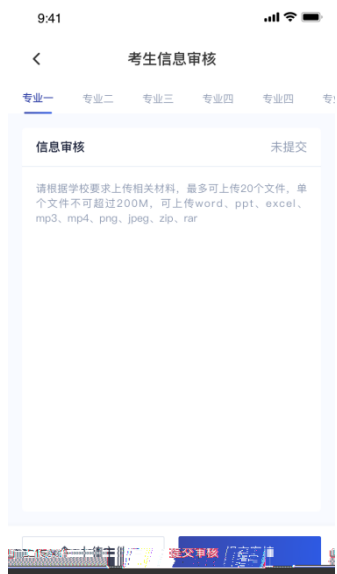 9:41
考生信息审核
专业一 专业二 专业三 专业四 专业四 专
信息审核 未提交
请根据学校要求上传相关材料，最多可上传20个文件，单
个文件不可超过200M，可上传word、ppt、excel、
mp3、mp4、png、jpeg、zip、rar
提交审核